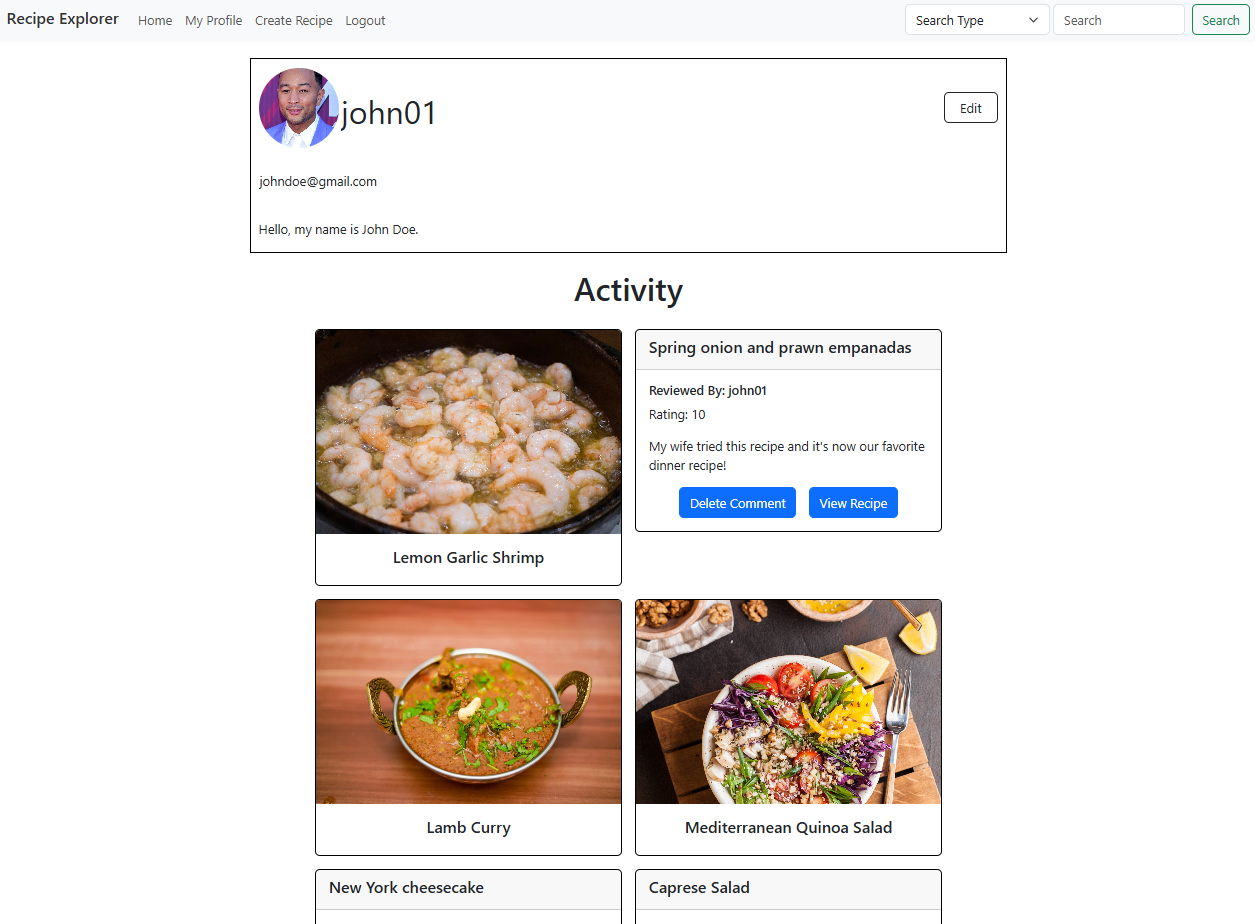 Recipe Explorer Home My Profile Create Recipe Logout Search Type Search Search
john01 Edit
johndoe@gmail.com
Hello, my name is John Doe.
Activity
Lemon Garlic Shrimp
Spring onion and prawn empanadas
Reviewed By: john01
Rating: 10
My wife tried this recipe and it's now our favorite
dinner recipe!
Delete Comment View Recipe
Lamb Curry
Mediterranean Quinoa Salad
New York cheesecake
Caprese Salad